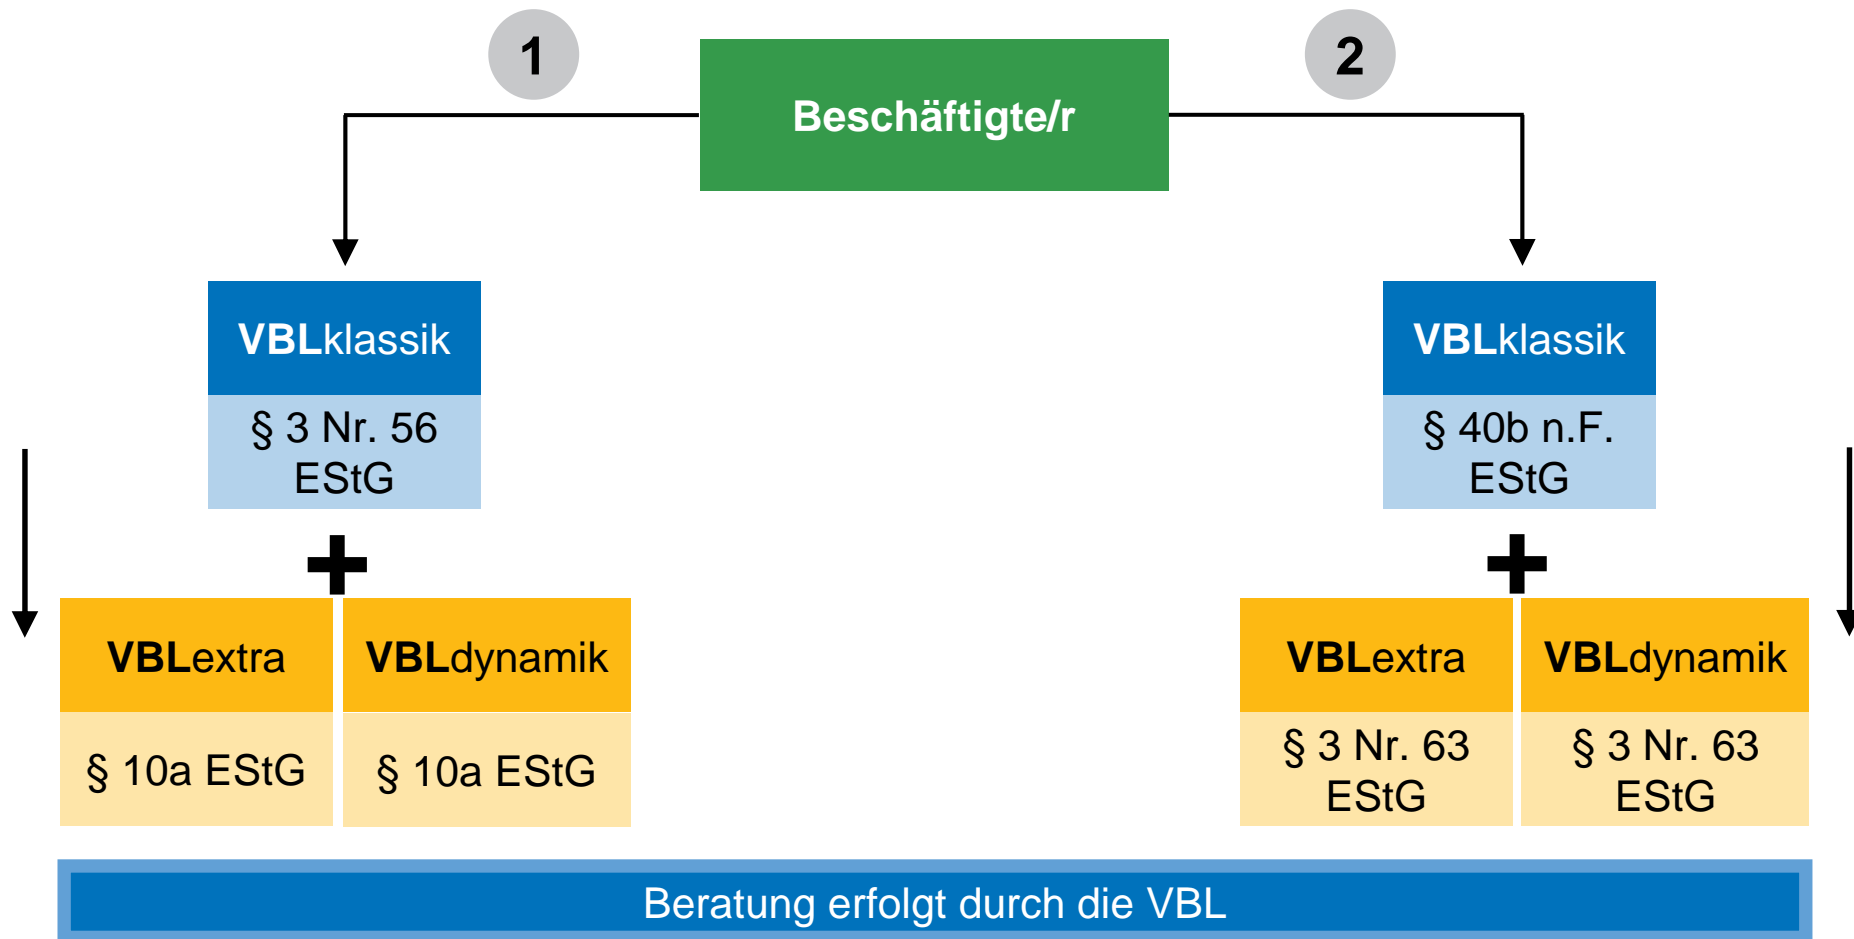 1
Beschäftigte/r
2
VBLklassik
§ 3 Nr. 56
EStG
VBLklassik
§ 40b n.F.
EStG
VBLextra
VBLdynamik
§ 10a EStG
§ 10a EStG
VBLextra
VBLdynamik
§ 3 Nr. 63
EStG
§ 3 Nr. 63
EStG
Beratung erfolgt durch die VBL